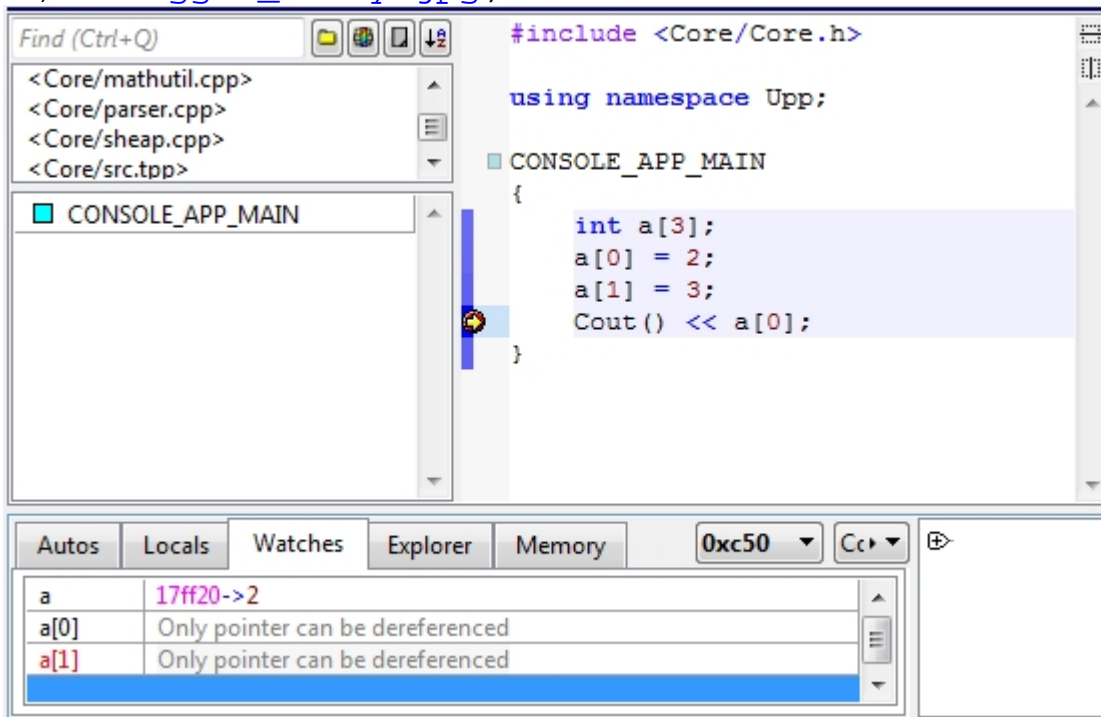 Find (Ctrl+Q)
<Core/mathutil.cpp>
<Core/parser.cpp>
<Core/sheap.cpp>
<Core/src.tpp>
CONSOLE_APP_MAIN
#include <Core/Core.h>
using namespace Upp;
CONSOLE_APP_MAIN
{
int a[3];
a[0] = 2;
a[1] = 3;
Cout() << a[0];
}
Autos Locals Watches Explorer Memory 0xc50
a 17ff20->2
a[0] Only pointer can be dereferenced
a[1] Only pointer can be dereferenced